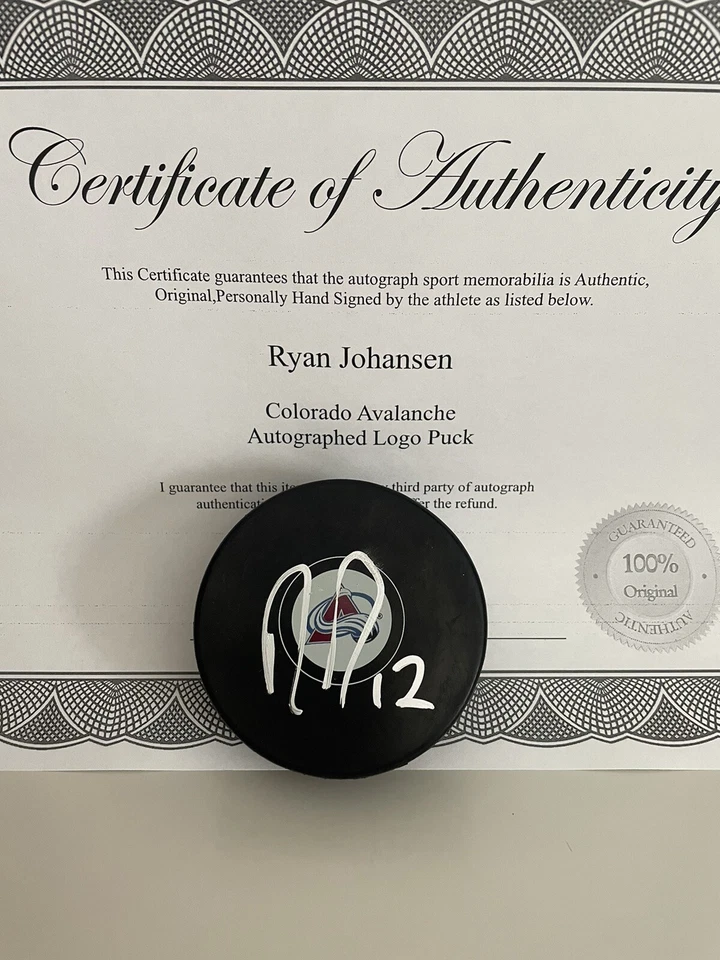 Certificate of Authenticity
This Certificate guarantees that the autograph sport memorabilia is Authentic,
Original,Personally Hand Signed by the athlete as listed below.
Ryan Johansen
Colorado Avalanche
Autographed Logo Puck
I guarantee that this third party of autograph
the refund.
GUARANTEED
100%
Original
AUTHENTIC
12